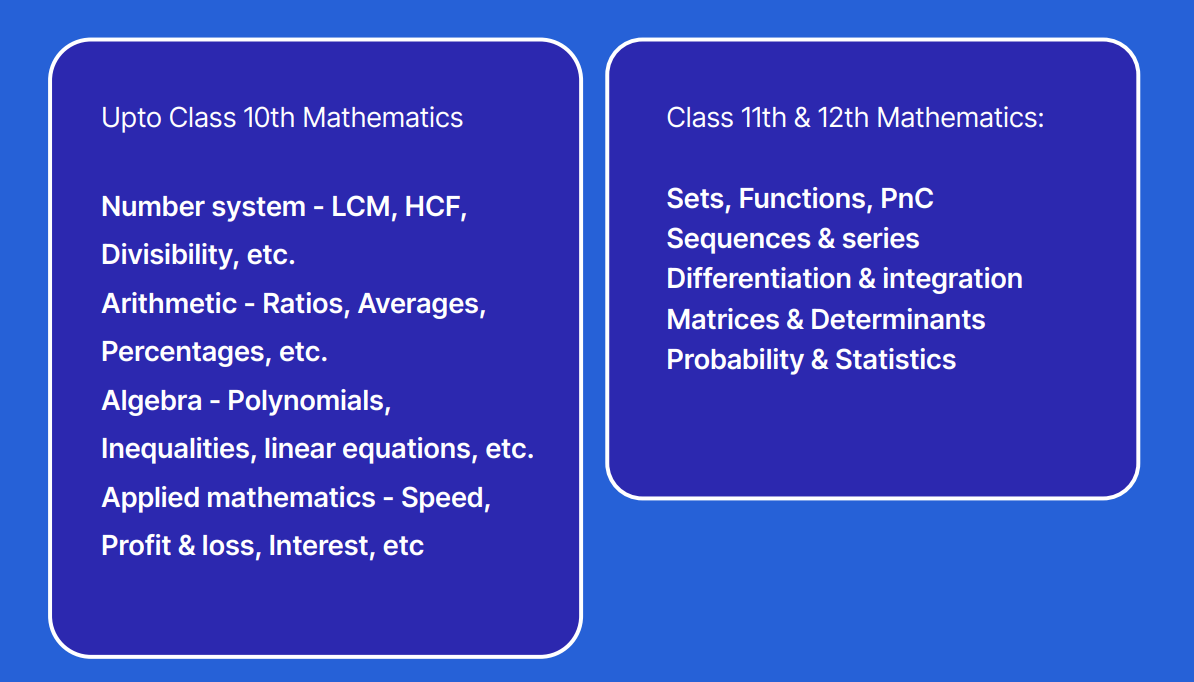 Upto Class 10th Mathematics
Number system - LCM, HCF,
Divisibility, etc.
Arithmetic - Ratios, Averages,
Percentages, etc.
Algebra - Polynomials,
Inequalities, linear equations, etc.
Applied mathematics - Speed,
Profit & loss, Interest, etc
Class 11th & 12th Mathematics:
Sets, Functions, PnC
Sequences & series
Differentiation & integration
Matrices & Determinants
Probability & Statistics